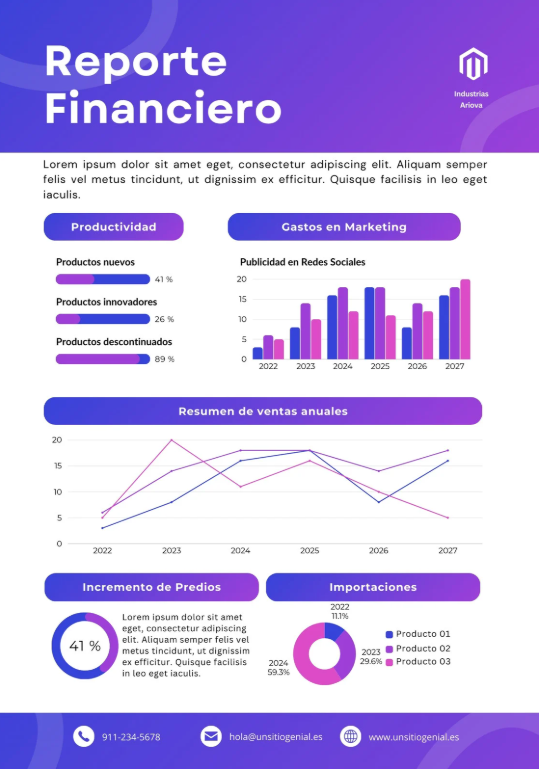 Reporte
Financiero
Industrias
Ariova
Lorem ipsum dolor sit amet eget, consectetur adipiscing elit. Aliquam semper
felis vel metus tincidunt, ut dignissim ex efficitur. Quisque facilisis in leo eget
iaculis.
Productividad
Productos nuevos
41 %
Productos innovadores
26 %
Productos descontinuados
89 %
Gastos en Marketing
Publicidad en Redes Sociales
20
15
10
5
0
2022 2023 2024 2025 2026 2027
Resumen de ventas anuales
20
15
10
5
0
2022 2023 2024 2025 2026 2027
Incremento de Predios
41 %
Lorem ipsum dolor sit amet
eget, consectetur adipiscing
elit. Aliquam semper felis vel
metus tincidunt, ut dignissim
ex efficitur. Quisque facilisis
in leo eget iaculis.
Importaciones
2022
11.1%
2023
29.6%
2024
59.3%
Producto 01
Producto 02
Producto 03
911-234-5678
hola@unsitiogenial.es
www.unsitiogenial.es